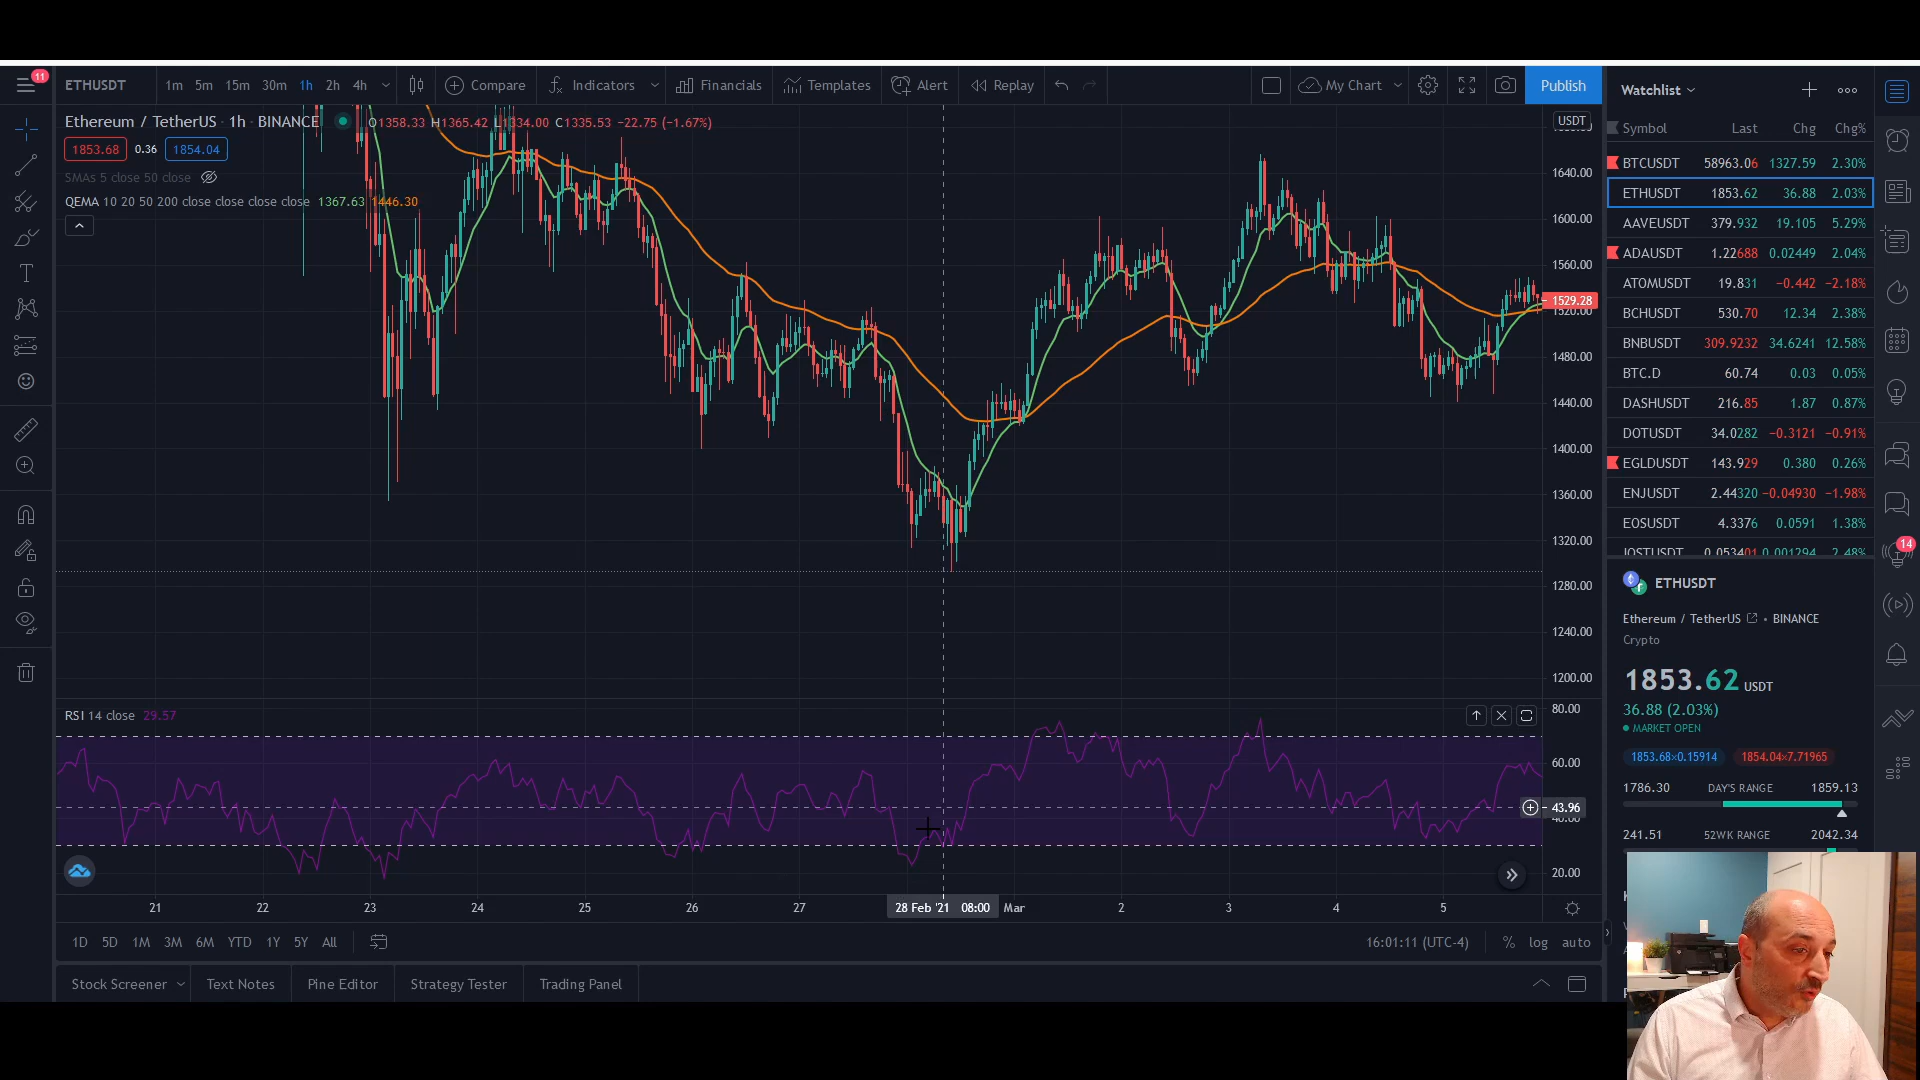 11
ETHUSDT 1m 5m 15m 30m 1h 2h 4h Compare Indicators Financials Templates Alert Replay My Chart Publish
Ethereum / TetherUS · 1h · BINANCE O1358.33 H1365.42 L1334.00 C1335.53 −22.75 (−1.67%)
1853.68 0.36 1854.04
SMAs 5 close 50 close
QEMA 10 20 50 200 close close close close 1367.63 1446.30
USDT
1640.00
1600.00
1560.00
1529.28
1520.00
1480.00
1440.00
1400.00
1360.00
1320.00
1280.00
1240.00
1200.00
RSI 14 close 29.57
80.00
60.00
43.96
40.00
20.00
21 22 23 24 25 26 27 28 Feb '21 08:00 Mar 2 3 4 5
1D 5D 1M 3M 6M YTD 1Y 5Y All 16:01:11 (UTC-4) % log auto
Stock Screener Text Notes Pine Editor Strategy Tester Trading Panel
Watchlist
Symbol Last Chg Chg%
BTCUSDT 58963.06 1327.59 2.30%
ETHUSDT 1853.62 36.88 2.03%
AAVEUSDT 379.932 19.105 5.29%
ADAUSDT 1.22688 0.02449 2.04%
ATOMUSDT 19.831 −0.442 −2.18%
BCHUSDT 530.70 12.34 2.38%
BNBUSDT 309.9232 34.6241 12.58%
BTC.D 60.74 0.03 0.05%
DASHUSDT 216.85 1.87 0.87%
DOTUSDT 34.0282 −0.3121 −0.91%
EGLDUSDT 143.929 0.380 0.26%
ENJUSDT 2.44320 −0.04930 −1.98%
EOSUSDT 4.3376 0.0591 1.38%
IOSTUSDT 0.053401 0.001294 2.48%
14
ETHUSDT
Ethereum / TetherUS • BINANCE
Crypto
1853.62 USDT
36.88 (2.03%)
MARKET OPEN
1853.68×0.15914 1854.04×7.71965
1786.30 DAY'S RANGE 1859.13
241.51 52WK RANGE 2042.34